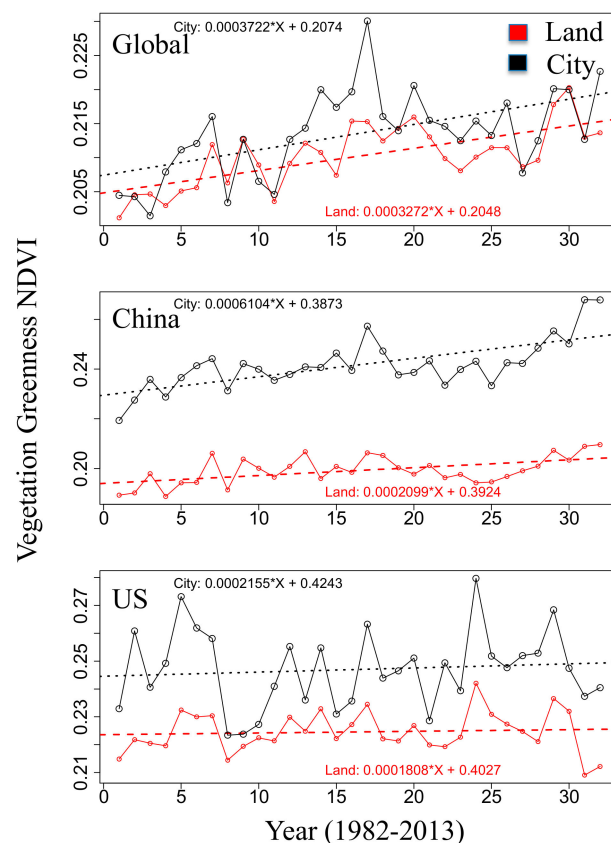 City: 0.0003722*X + 0.2074
Global
Land
City
0.225
0.215
0.205
Land: 0.0003272*X + 0.2048
0 5 10 15 20 25 30
City: 0.0006104*X + 0.3873
China
0.24
0.20
Land: 0.0002099*X + 0.3924
0 5 10 15 20 25 30
City: 0.0002155*X + 0.4243
US
0.27
0.25
0.23
0.21
Land: 0.0001808*X + 0.4027
0 5 10 15 20 25 30
Vegetation Greenness NDVI
Year (1982-2013)